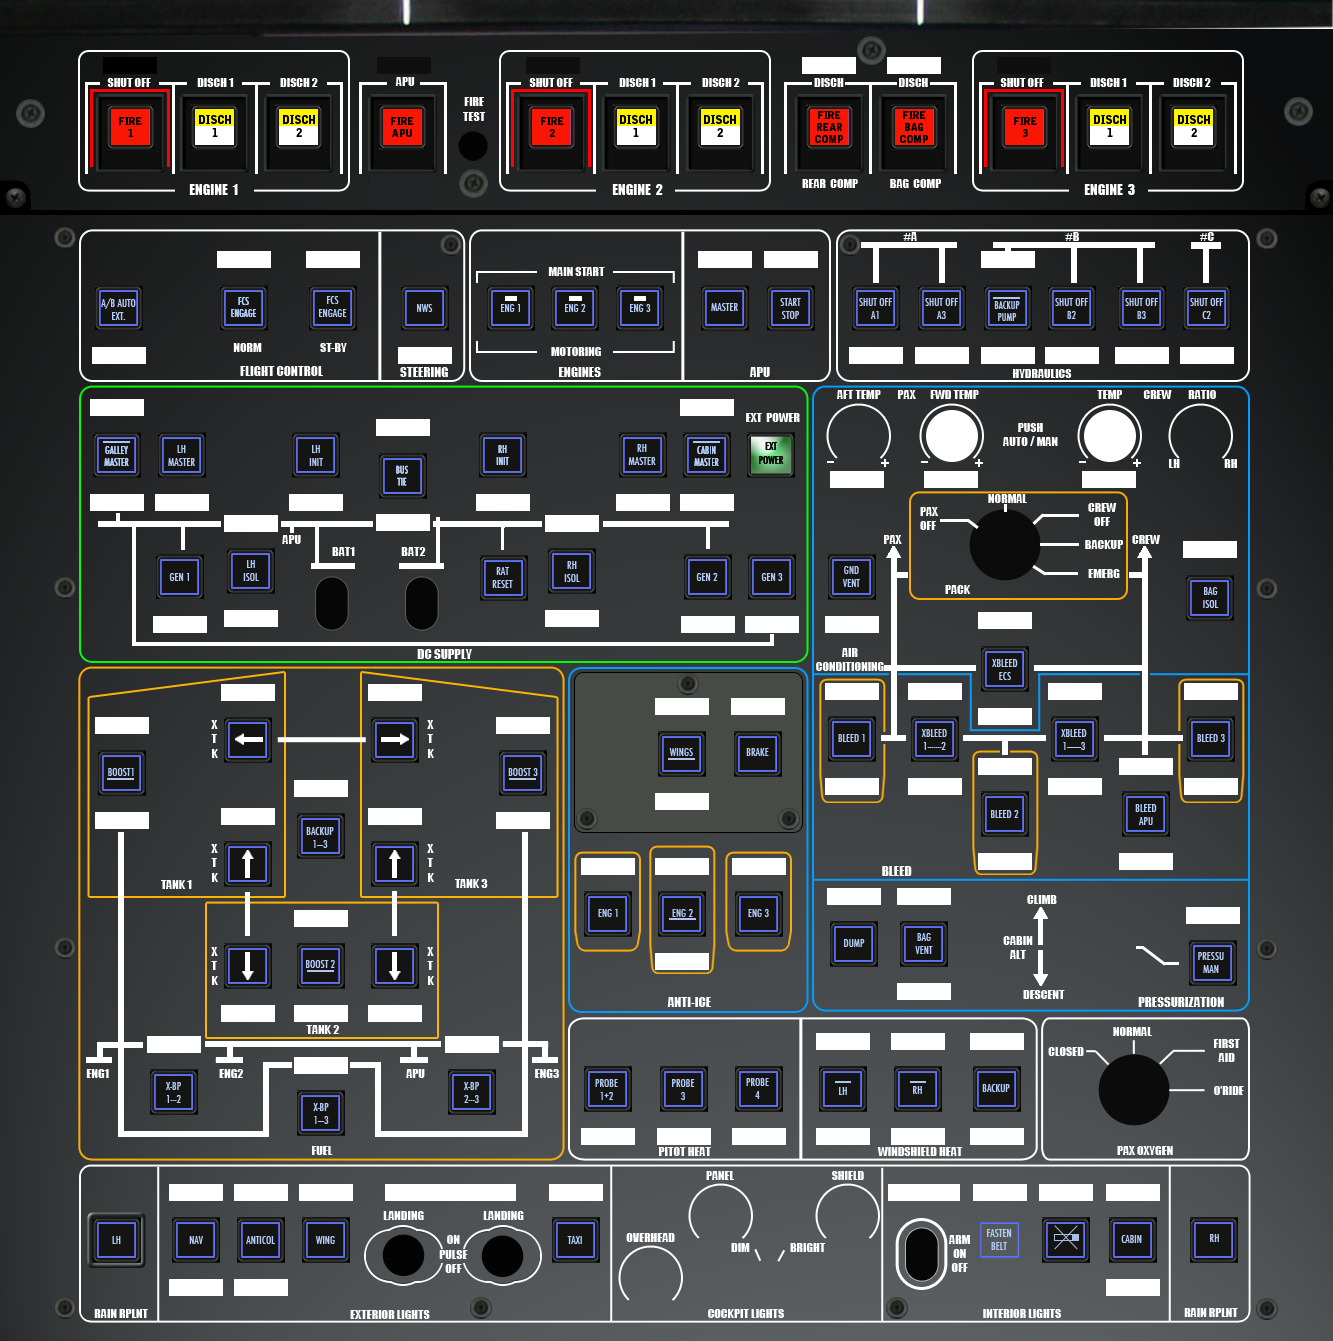 SHUT OFF DISCH 1 DISCH 2
APU
SHUT OFF DISCH 1 DISCH 2
DISCH DISCH
SHUT OFF DISCH 1 DISCH 2
FIRE
1
DISCH
1
DISCH
2
FIRE
APU
FIRE
TEST
FIRE
2
DISCH
1
DISCH
2
FIRE
REAR
COMP
FIRE
BAG
COMP
FIRE
3
DISCH
1
DISCH
2
ENGINE 1
ENGINE 2
REAR COMP
BAG COMP
ENGINE 3
A/B AUTO
EXT.
FCS
ENGAGE
FCS
ENGAGE
NORM
ST-BY
FLIGHT CONTROL
NWS
STEERING
MAIN START
ENG 1
ENG 2
ENG 3
MOTORING
ENGINES
MASTER
START
STOP
APU
#A
#B
#C
SHUT OFF
A1
SHUT OFF
A3
BACKUP
PUMP
SHUT OFF
B2
SHUT OFF
B3
SHUT OFF
C2
HYDRAULICS
EXT POWER
GALLEY
MASTER
LH
MASTER
LH
INIT
BUS
TIE
RH
INIT
RH
MASTER
CABIN
MASTER
EXT
POWER
APU
BAT1
BAT2
GEN 1
LH
ISOL
RAT
RESET
RH
ISOL
GEN 2
GEN 3
DC SUPPLY
AFT TEMP
PAX
FWD TEMP
TEMP
CREW
RATIO
PUSH
AUTO / MAN
- +
- +
- +
LH RH
NORMAL
PAX
OFF
CREW
OFF
BACKUP
EMERG
PACK
PAX
CREW
GND
VENT
BAG
ISOL
AIR
CONDITIONING
XBLEED
ECS
BLEED 1
XBLEED
1------2
XBLEED
1-----3
BLEED 3
BLEED 2
BLEED
APU
BLEED
X
T
K
X
T
K
BOOST1
BOOST 3
BACKUP
1--3
X
T
K
X
T
K
TANK 1
TANK 3
X
T
K
BOOST 2
X
T
K
TANK 2
ENG1
ENG2
APU
ENG3
X-BP
1--2
X-BP
1--3
X-BP
2--3
FUEL
WINGS
BRAKE
ENG 1
ENG 2
ENG 3
ANTI-ICE
DUMP
BAG
VENT
CLIMB
CABIN
ALT
DESCENT
PRESSU
MAN
PRESSURIZATION
PROBE
1+2
PROBE
3
PROBE
4
PITOT HEAT
LH
RH
BACKUP
WINDSHIELD HEAT
NORMAL
CLOSED
FIRST
AID
O'RIDE
PAX OXYGEN
LH
RAIN RPLNT
NAV
ANTICOL
WING
LANDING
LANDING
ON
PULSE
OFF
TAXI
EXTERIOR LIGHTS
PANEL
SHIELD
OVERHEAD
DIM
BRIGHT
COCKPIT LIGHTS
ARM
ON
OFF
FASTEN
BELT
CABIN
INTERIOR LIGHTS
RH
RAIN RPLNT